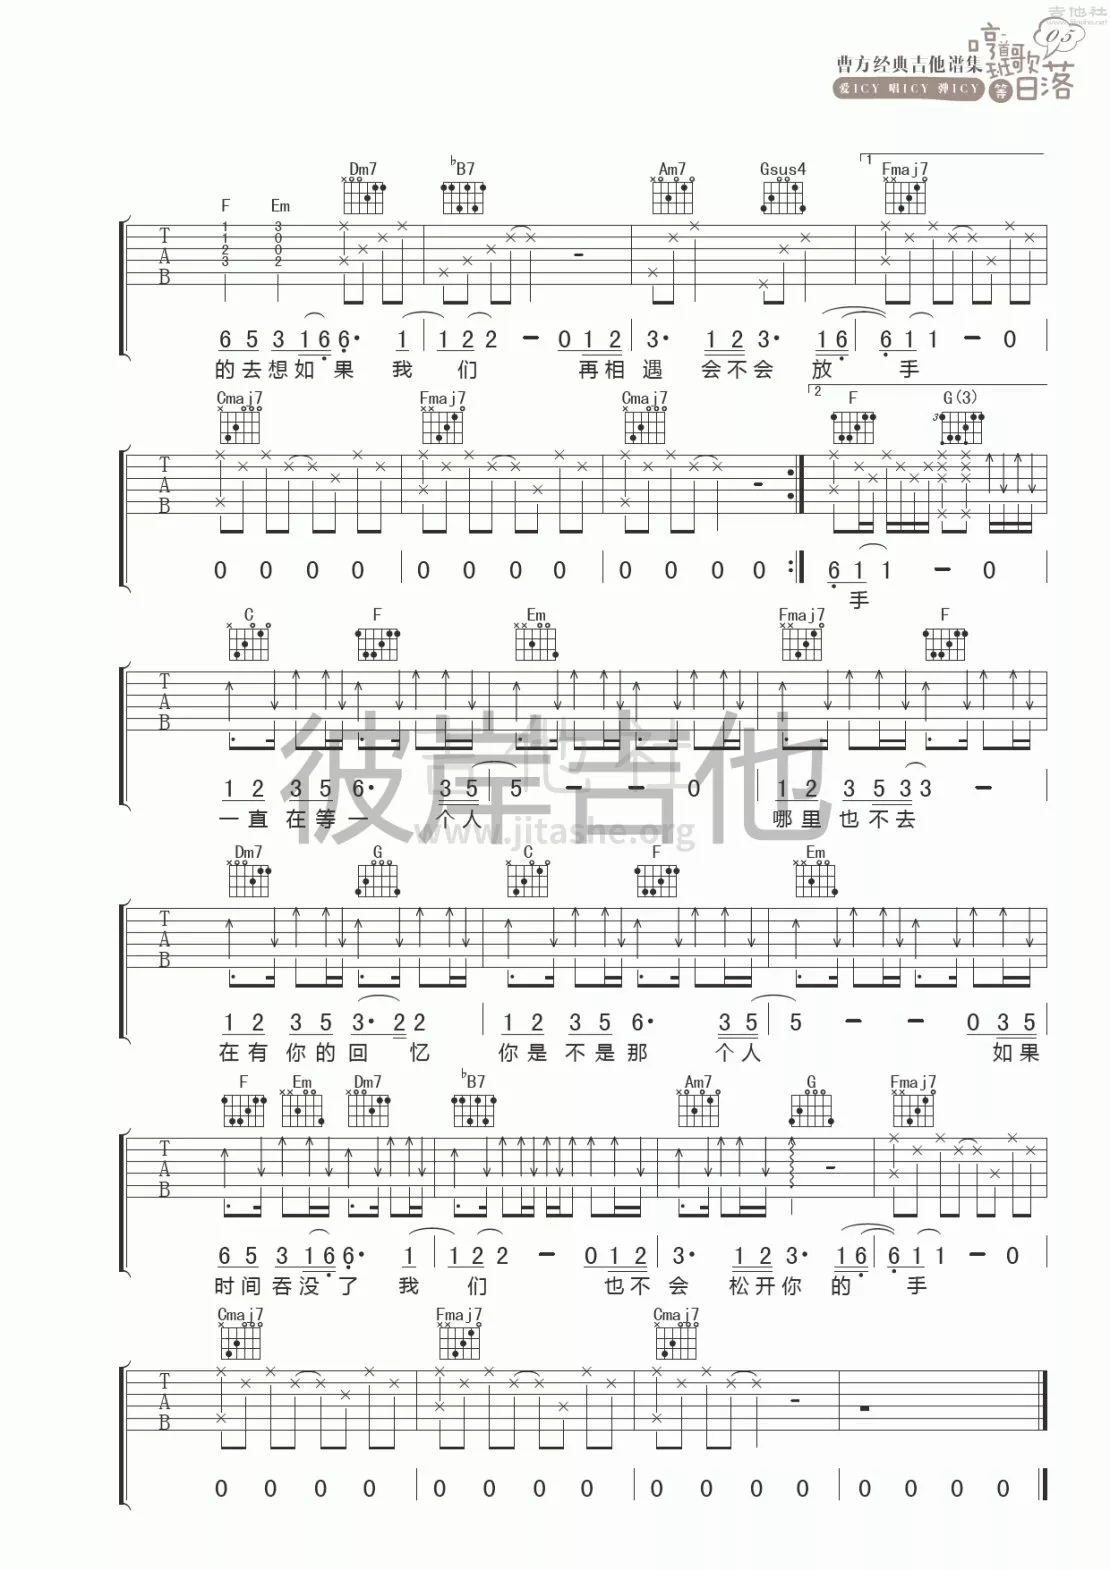 吉他社
www.jitashe.net
哼一首歌 等日落
05
曹方经典吉他谱集
爱ICY 唱ICY 弹ICY
F Em Dm7 ♭B7 Am7 Gsus4 1 Fmaj7
T A B
6 5 3 1 6 6· 1 1 2 2 - 0 1 2 3· 1 2 3· 1 6 6 1 1 - 0
的去想如果我们 再相遇 会不会放手
Cmaj7 Fmaj7 Cmaj7 2 F G(3)
3
T A B
0 0 0 0 0 0 0 0 0 0 0 0 6 1 1 - 0
手
C F Em Fmaj7 F
T A B
1 2 3 5 6· 3 5 5 - - 0 1 2 3 5 3 3 -
一直在等一个人 哪里也不去
彼岸吉他
吉他社
www.jitashe.org
Dm7 G C F Em
T A B
1 2 3 5 3· 2 2 1 2 3 5 6· 3 5 5 - - 0 3 5
在有你的回忆 你是不是那个人 如果
F Em Dm7 ♭B7 Am7 G Fmaj7
T A B
6 5 3 1 6 6· 1 1 2 2 - 0 1 2 3· 1 2 3· 1 6 6 1 1 - 0
时间吞没了我们 也不会松开你的手
Cmaj7 Fmaj7 Cmaj7
T A B
0 0 0 0 0 0 0 0 0 0 0 0 0 0 0 0